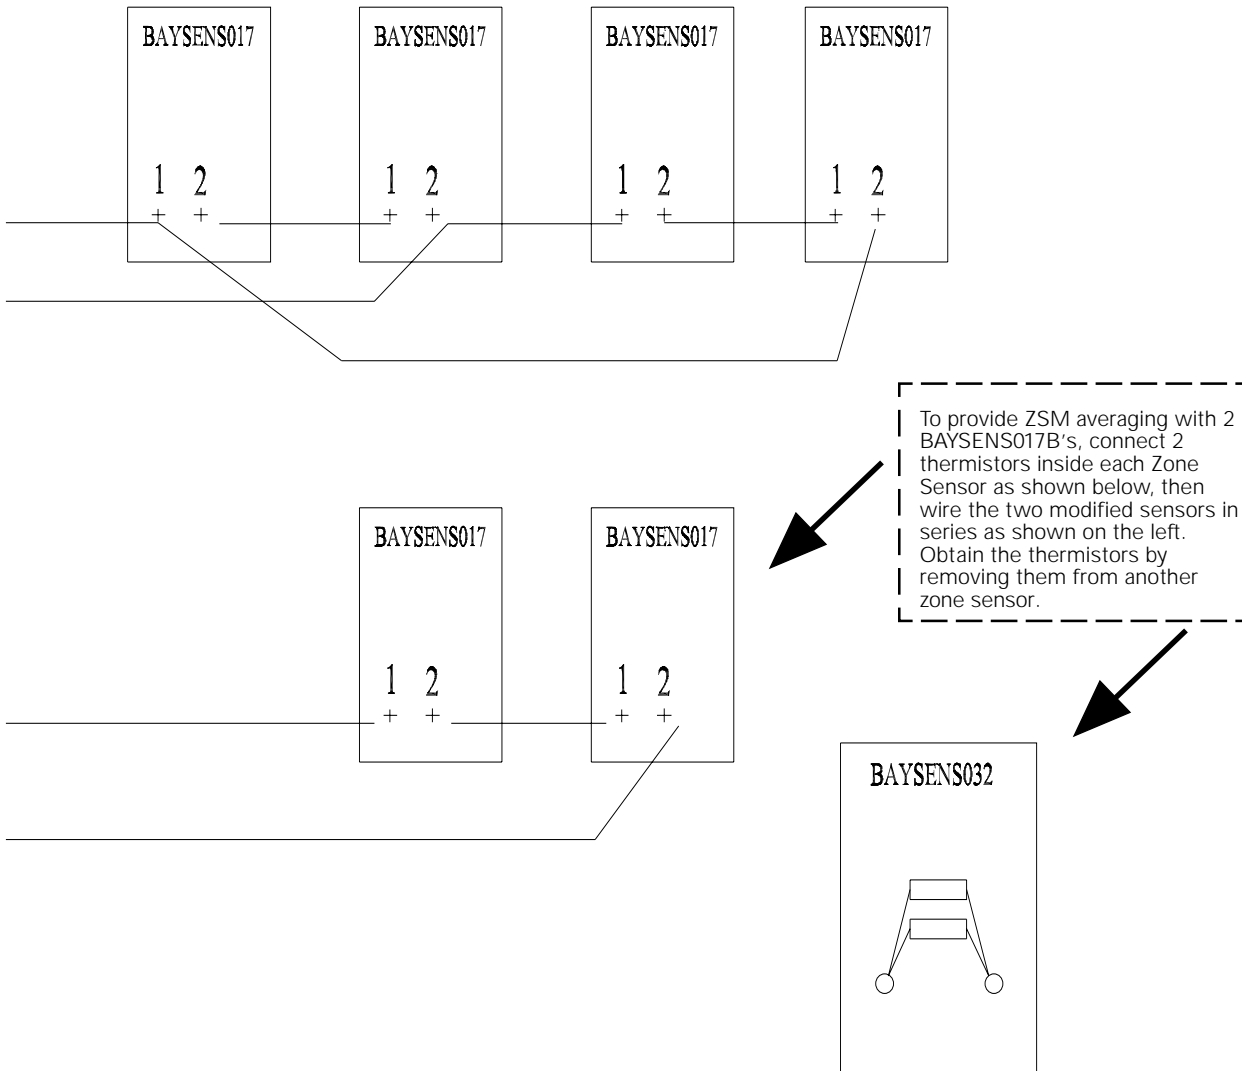 BAYSENS017 BAYSENS017 BAYSENS017 BAYSENS017
1 2 1 2 1 2 1 2
+ + + + + + + +
To provide ZSM averaging with 2
BAYSENS017B's, connect 2
thermistors inside each Zone
Sensor as shown below, then
wire the two modified sensors in
series as shown on the left.
Obtain the thermistors by
removing them from another
zone sensor.
BAYSENS017 BAYSENS017
1 2 1 2
+ + + +
BAYSENS032